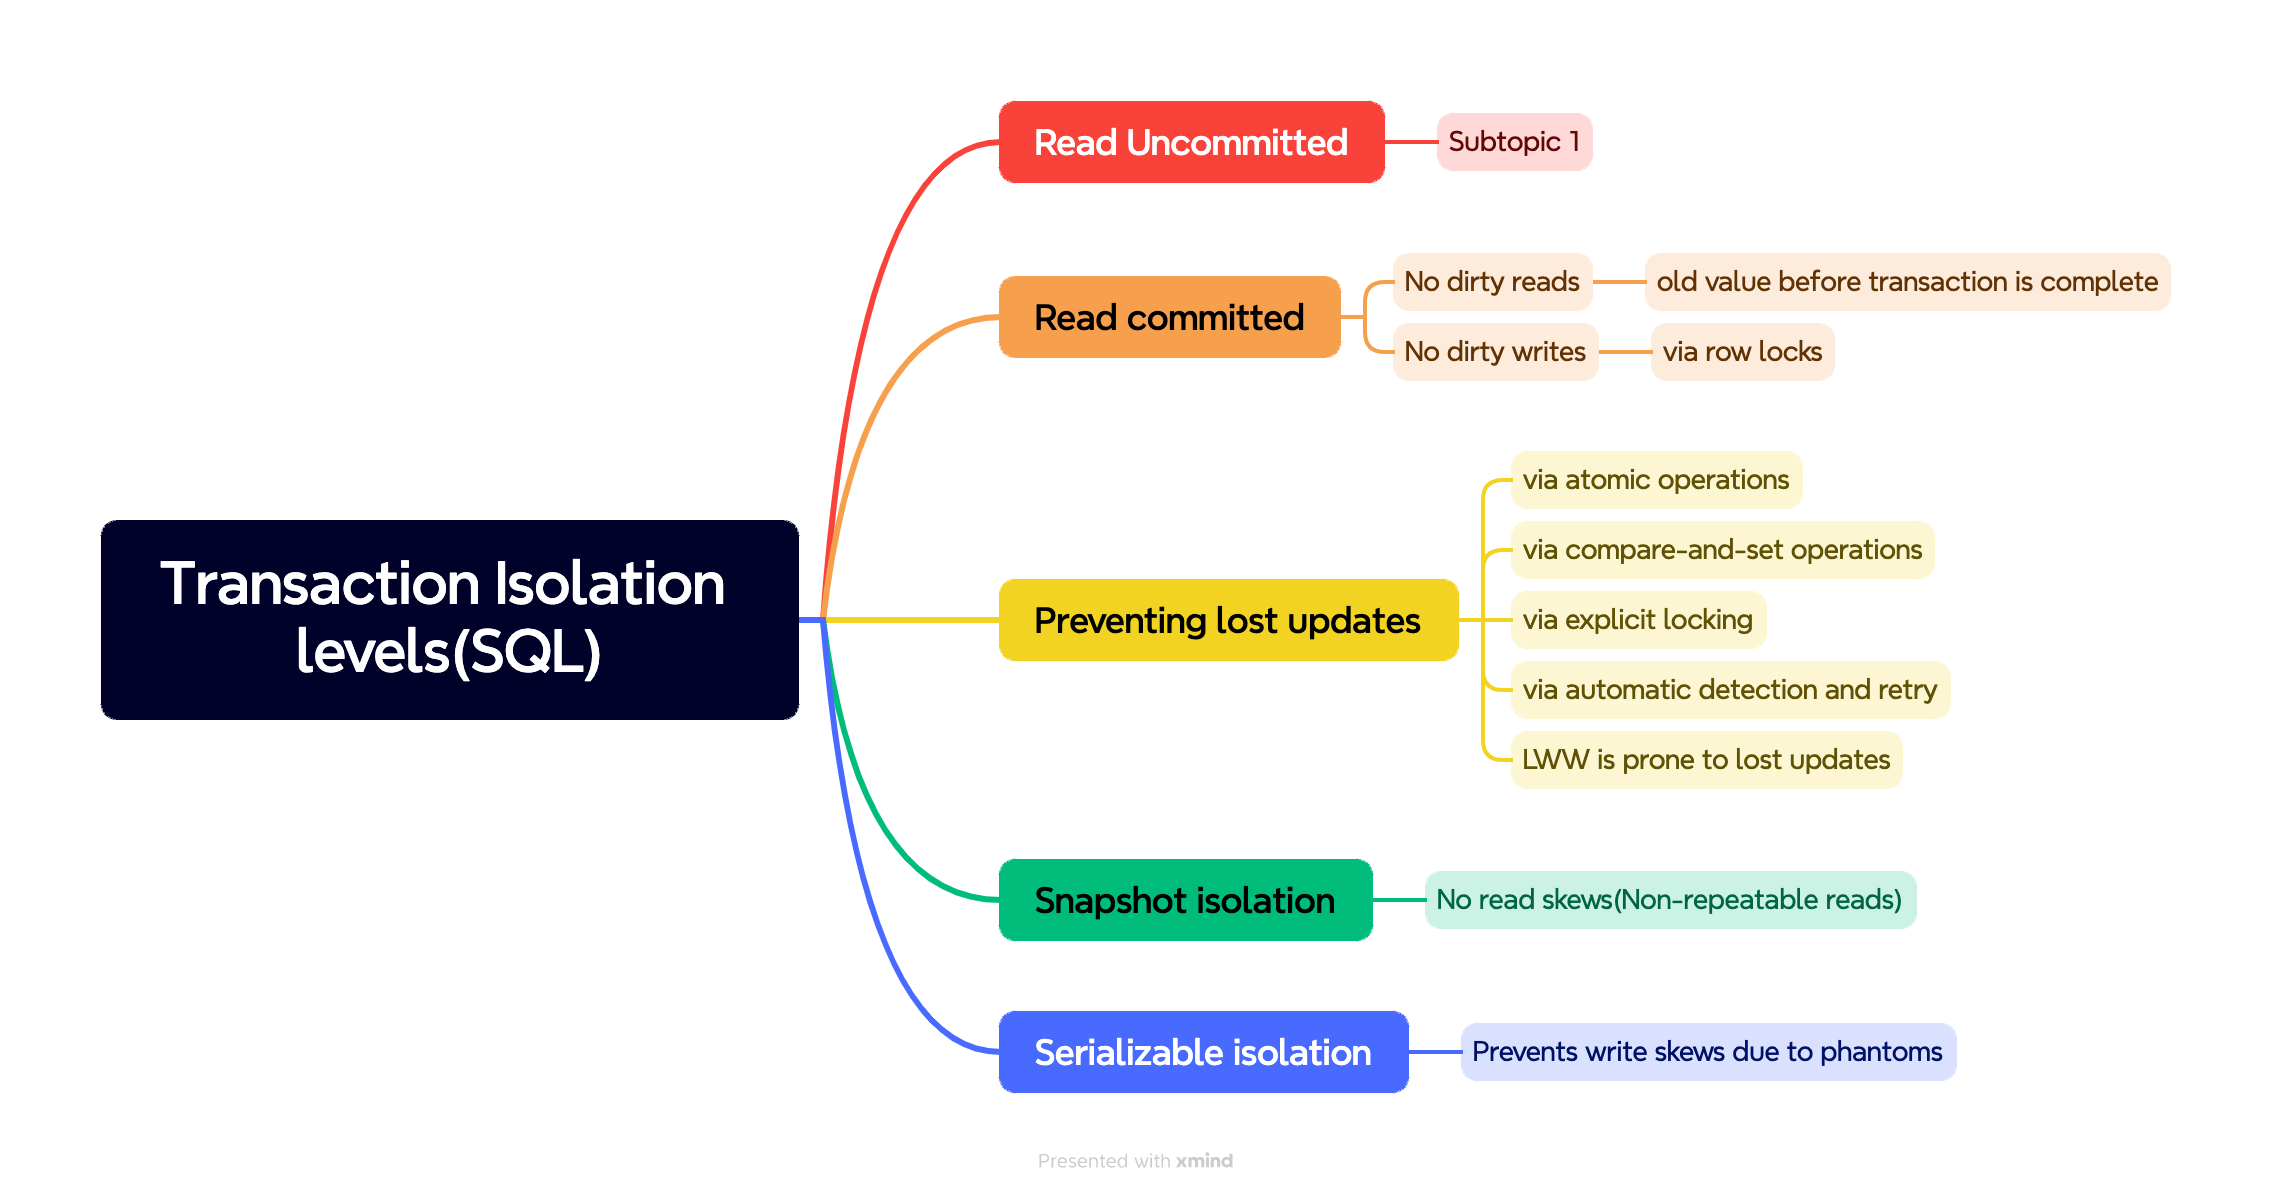 Transaction Isolation
levels(SQL)
Read Uncommitted
Subtopic 1
Read committed
No dirty reads
old value before transaction is complete
No dirty writes
via row locks
Preventing lost updates
via atomic operations
via compare-and-set operations
via explicit locking
via automatic detection and retry
LWW is prone to lost updates
Snapshot isolation
No read skews(Non-repeatable reads)
Serializable isolation
Prevents write skews due to phantoms
Presented with xmind